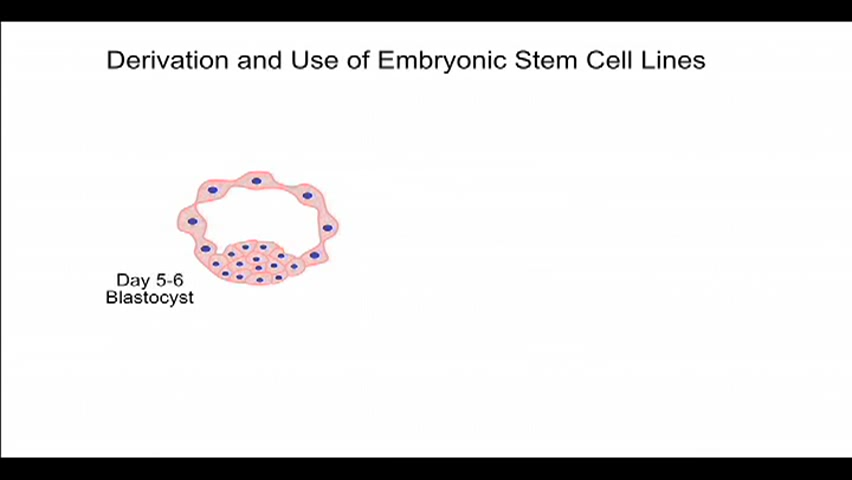 Derivation and Use of Embryonic Stem Cell Lines
Day 5-6
Blastocyst